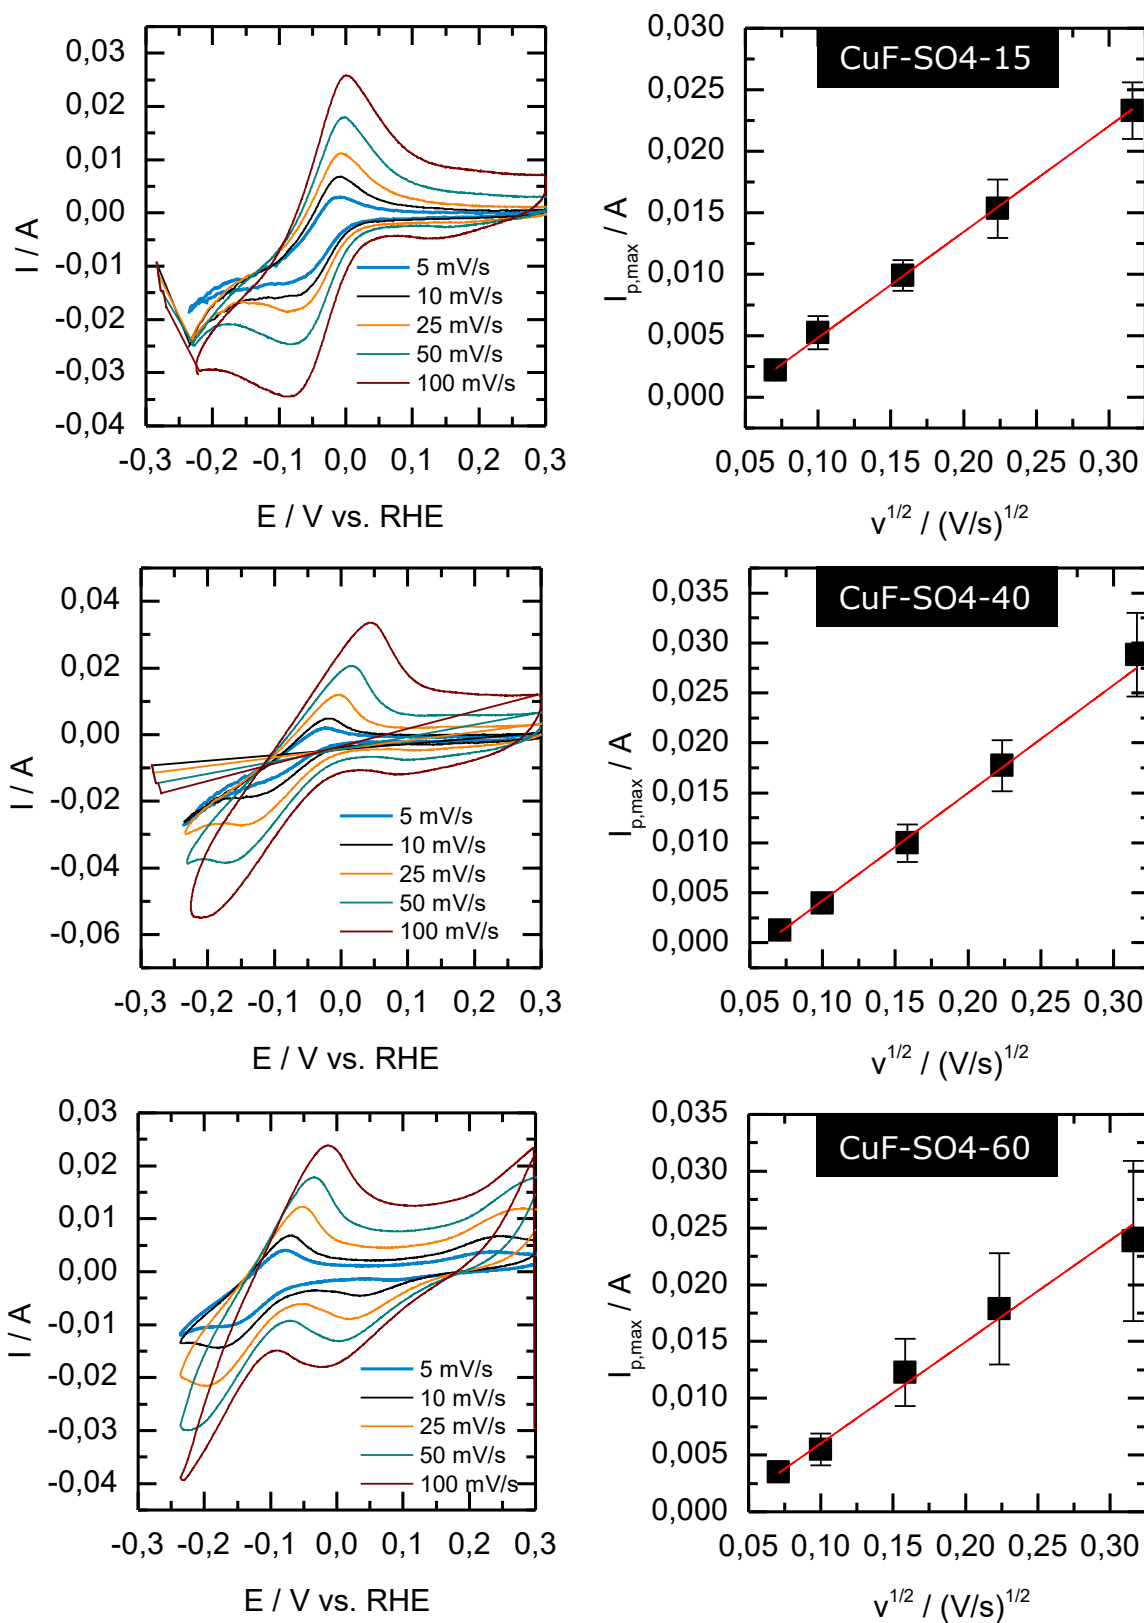 0,03
0,02
0,01
0,00
-0,01
-0,02
-0,03
-0,04
I / A
5 mV/s
10 mV/s
25 mV/s
50 mV/s
100 mV/s
-0,3 -0,2 -0,1 0,0 0,1 0,2 0,3
E / V vs. RHE
CuF-SO4-15
0,030
0,025
0,020
0,015
0,010
0,005
0,000
Ip,max / A
0,05 0,10 0,15 0,20 0,25 0,30
v1/2 / (V/s)1/2
0,04
0,02
0,00
-0,02
-0,04
-0,06
I / A
5 mV/s
10 mV/s
25 mV/s
50 mV/s
100 mV/s
-0,3 -0,2 -0,1 0,0 0,1 0,2 0,3
E / V vs. RHE
CuF-SO4-40
0,035
0,030
0,025
0,020
0,015
0,010
0,005
0,000
Ip,max / A
0,05 0,10 0,15 0,20 0,25 0,30
v1/2 / (V/s)1/2
0,03
0,02
0,01
0,00
-0,01
-0,02
-0,03
-0,04
I / A
5 mV/s
10 mV/s
25 mV/s
50 mV/s
100 mV/s
-0,3 -0,2 -0,1 0,0 0,1 0,2 0,3
E / V vs. RHE
CuF-SO4-60
0,035
0,030
0,025
0,020
0,015
0,010
0,005
0,000
Ip,max / A
0,05 0,10 0,15 0,20 0,25 0,30
v1/2 / (V/s)1/2